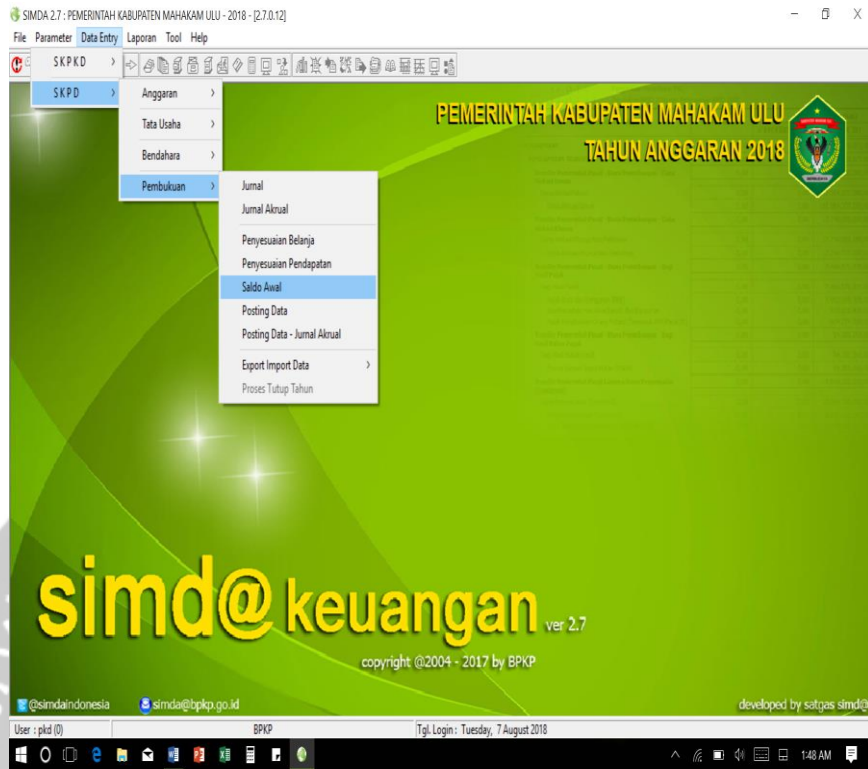 SIMDA 2.7 : PEMERINTAH KABUPATEN MAHAKAM ULU - 2018 - [2.7.0.12]
File Parameter Data Entry Laporan Tool Help
SKPKD
SKPD
Anggaran
Tata Usaha
Bendahara
Pembukuan
Jurnal
Jurnal Akrual
Penyesuaian Belanja
Penyesuaian Pendapatan
Saldo Awal
Posting Data
Posting Data - Jurnal Akrual
Export Import Data
Proses Tutup Tahun
PEMERINTAH KABUPATEN MAHAKAM ULU
TAHUN ANGGARAN 2018
simd@ keuangan ver 2.7
copyright @2004 - 2017 by BPKP
@simdaindonesia simda@bpkp.go.id developed by satgas simd@
User : pkd (0) BPKP Tgl. Login : Tuesday, 7 August 2018
1:48 AM